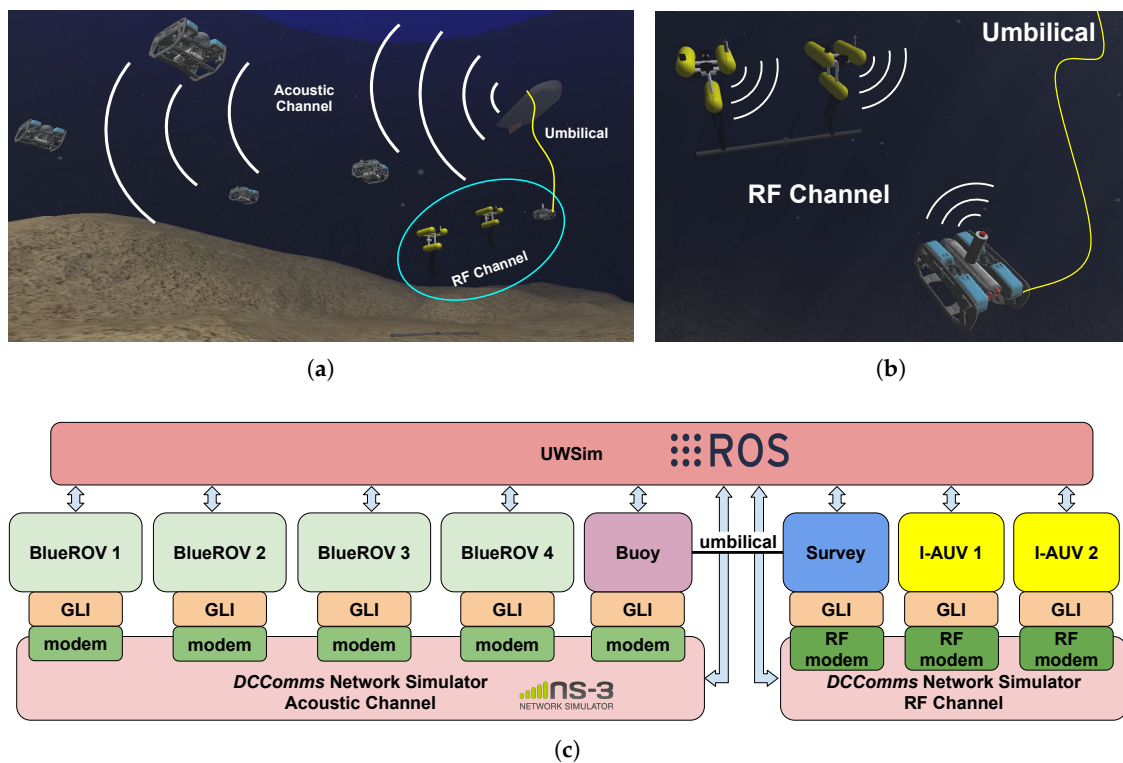 Acoustic
Channel
Umbilical
RF Channel
(a)
Umbilical
RF Channel
(b)
UWSim
ROS
BlueROV 1
BlueROV 2
BlueROV 3
BlueROV 4
Buoy
umbilical
Survey
I-AUV 1
I-AUV 2
GLI
GLI
GLI
GLI
GLI
GLI
GLI
GLI
modem
modem
modem
modem
modem
RF
modem
RF
modem
RF
modem
DCComms Network Simulator
Acoustic Channel
ns-3
NETWORK SIMULATOR
DCComms Network Simulator
RF Channel
(c)